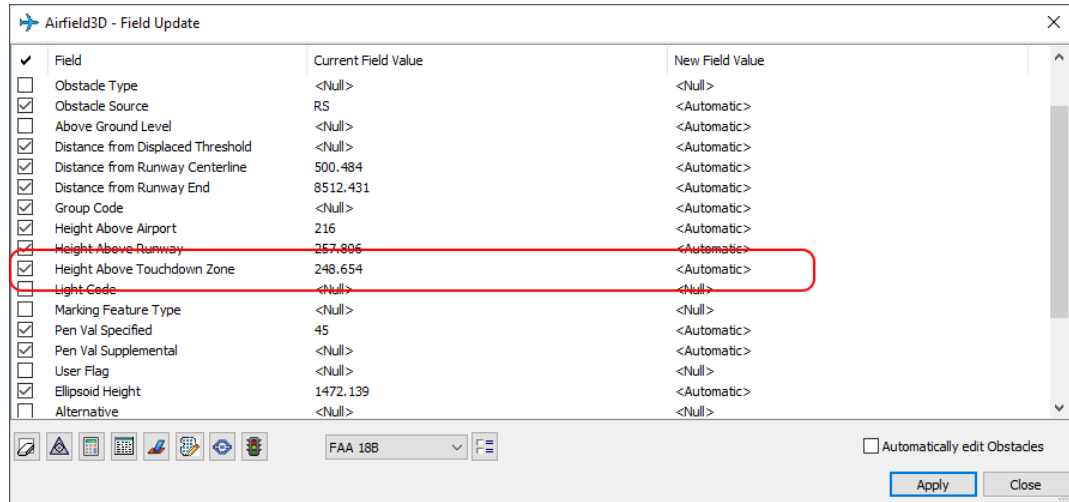 Airfield3D - Field Update
Field Current Field Value New Field Value
Obstacle Type <Null> <Null>
Obstacle Source RS <Automatic>
Above Ground Level <Null> <Automatic>
Distance from Displaced Threshold <Null> <Automatic>
Distance from Runway Centerline 500.484 <Automatic>
Distance from Runway End 8512.431 <Automatic>
Group Code <Null> <Automatic>
Height Above Airport 216 <Automatic>
Height Above Runway 257.806 <Automatic>
Height Above Touchdown Zone 248.654 <Automatic>
Light Code <Null> <Null>
Marking Feature Type <Null> <Null>
Pen Val Specified 45 <Automatic>
Pen Val Supplemental <Null> <Automatic>
User Flag <Null> <Null>
Ellipsoid Height 1472.139 <Automatic>
Alternative <Null> <Null>
FAA 18B Automatically edit Obstacles
Apply Close